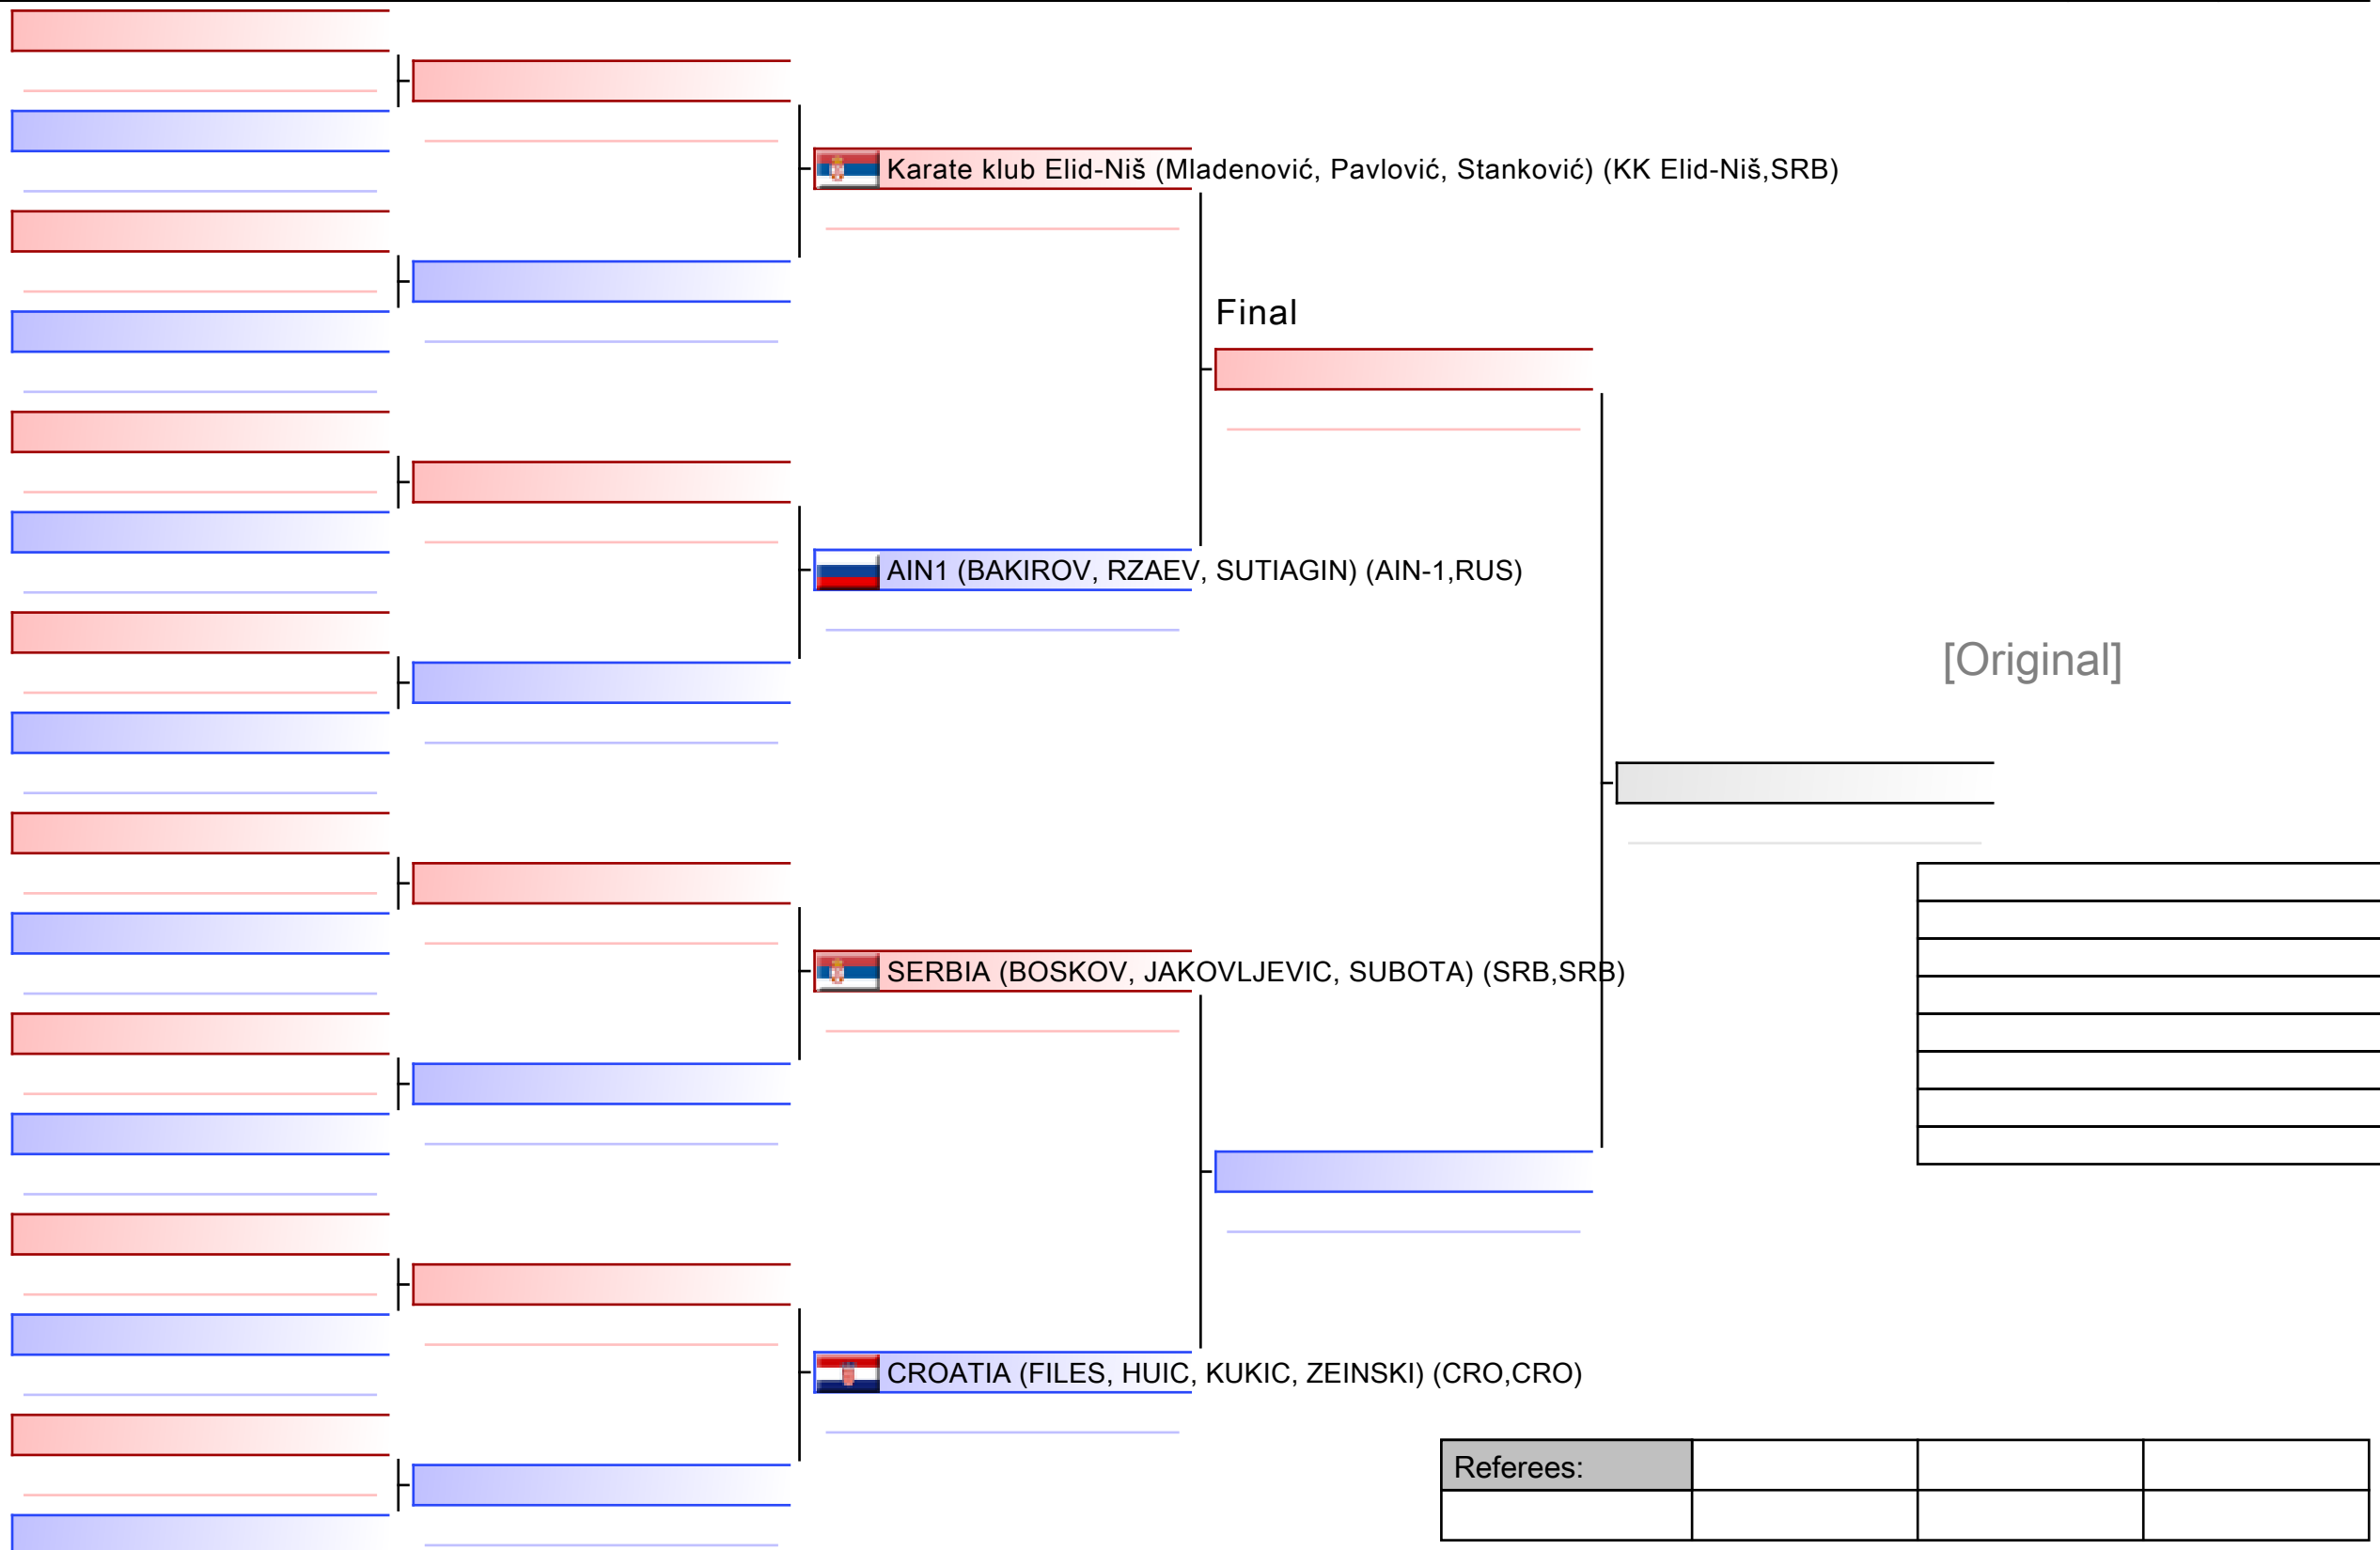 Karate klub Elid-Niš (Mladenović, Pavlović, Stanković) (KK Elid-Niš,SRB)
Final
AIN1 (BAKIROV, RZAEV, SUTIAGIN) (AIN-1,RUS)
[Original]
SERBIA (BOSKOV, JAKOVLJEVIC, SUBOTA) (SRB,SRB)
CROATIA (FILES, HUIC, KUKIC, ZEINSKI) (CRO,CRO)
Referees: